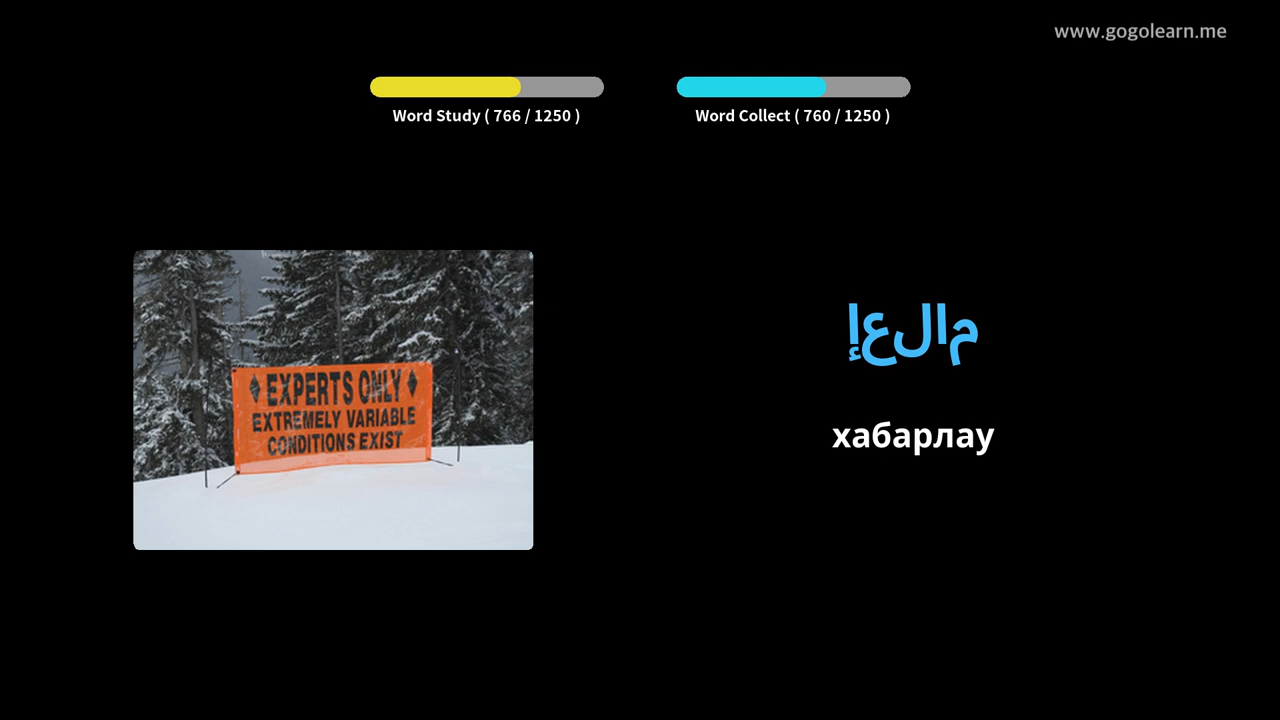 www.gogolearn.me
Word Study ( 766 / 1250 )
Word Collect ( 760 / 1250 )
EXPERTS ONLY
EXTREMELY VARIABLE
CONDITIONS EXIST
إعلام
хабарлау